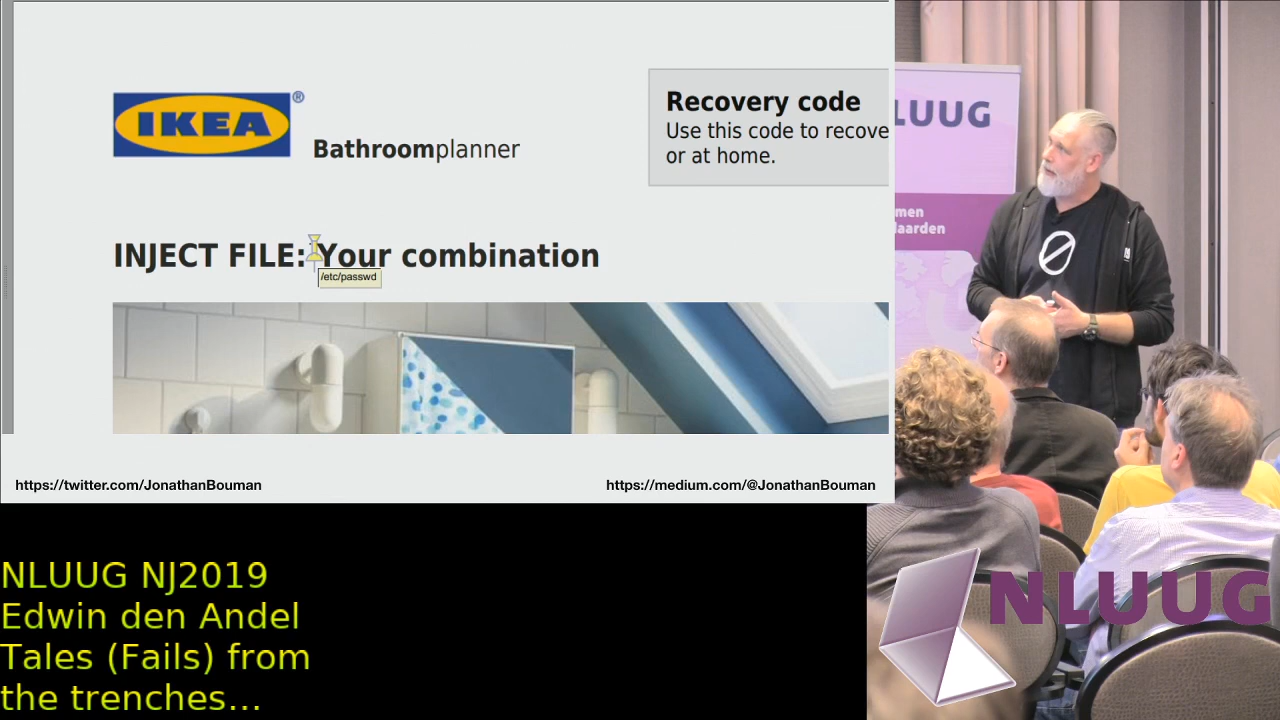 IKEA®
Bathroomplanner
Recovery code
Use this code to recove
or at home.
INJECT FILE: Your combination
/etc/passwd
https://twitter.com/JonathanBouman
https://medium.com/@JonathanBouman
LUUG
men
laarden
NLUUG NJ2019
Edwin den Andel
Tales (Fails) from
the trenches...
NLUUG